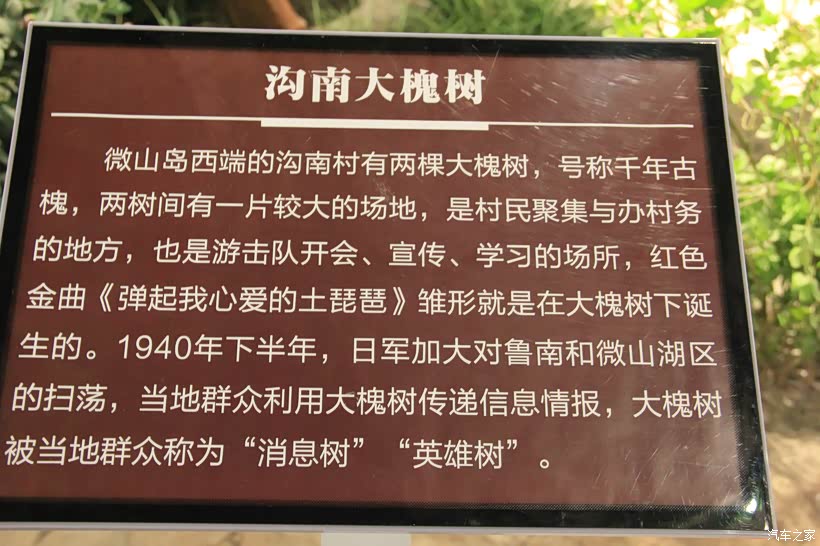 沟南大槐树
微山岛西端的沟南村有两棵大槐树，号称千年古
槐，两树间有一片较大的场地，是村民聚集与办村务
的地方，也是游击队开会、宣传、学习的场所，红色
金曲《弹起我心爱的土琵琶》雏形就是在大槐树下诞
生的。1940年下半年，日军加大对鲁南和微山湖区
的扫荡，当地群众利用大槐树传递信息情报，大槐树
被当地群众称为“消息树”“英雄树”。
汽车之家